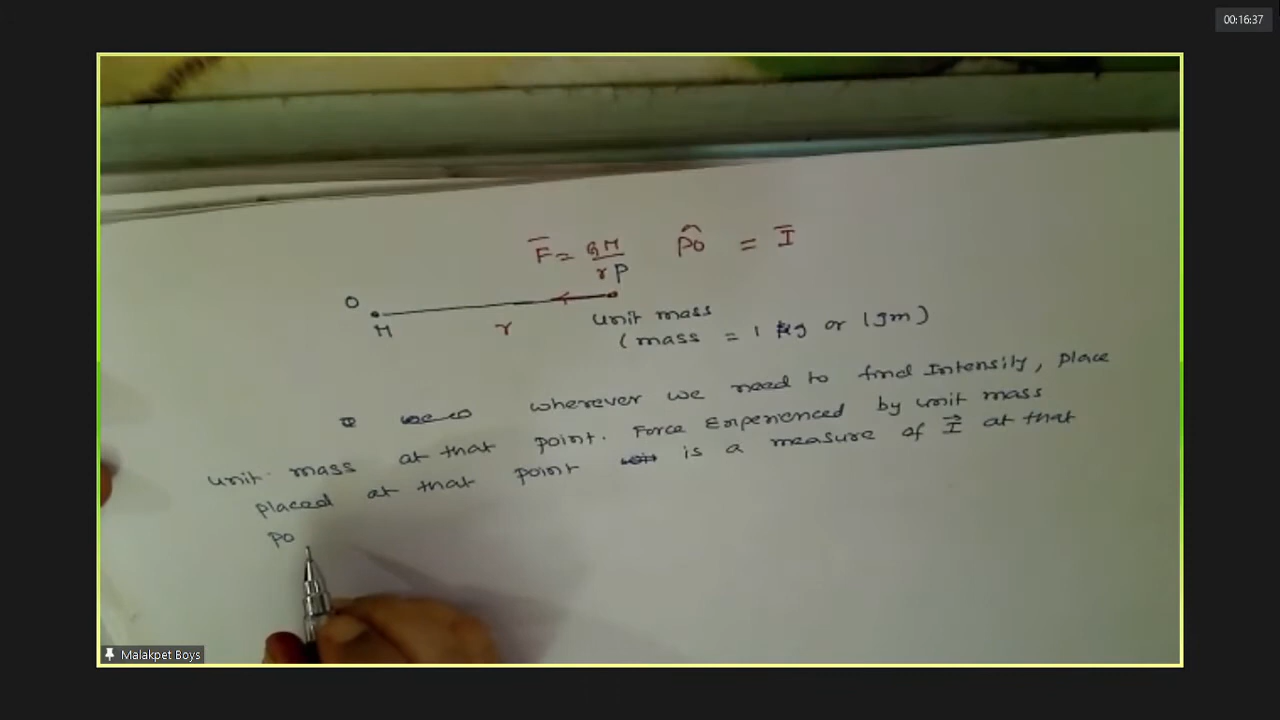 00:16:37
F̅ = GM/r P̂O = I̅
P
O
M
r
unit mass
(mass = 1 kg or 1gm)
wherever we need to find Intensity, place
unit mass at that point. Force Experienced by unit mass
placed at that point is a measure of I⃗ at that
Po
Malakpet Boys